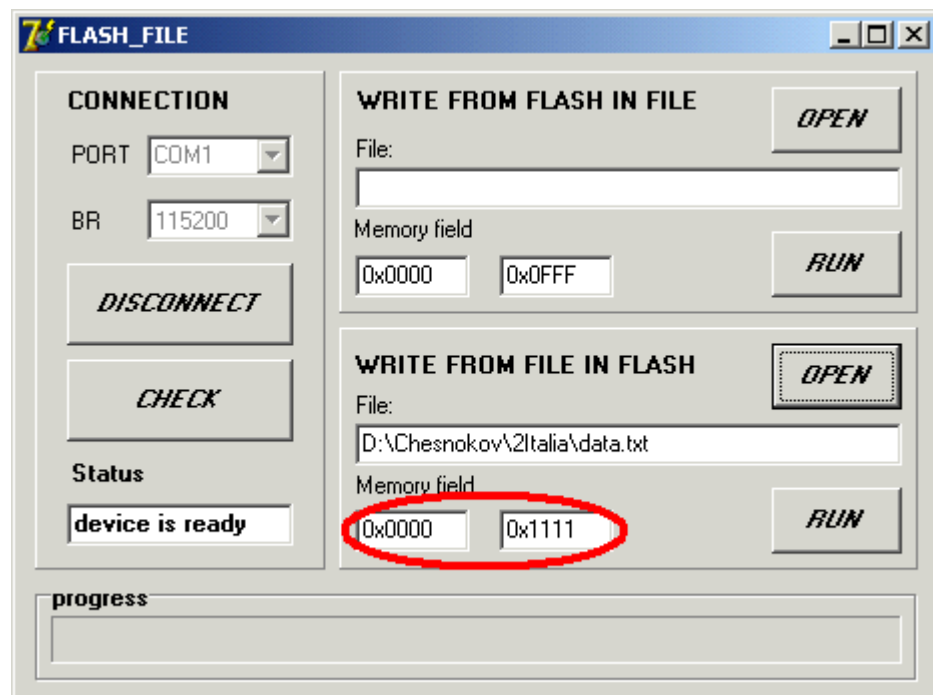 FLASH_FILE
CONNECTION
PORT COM1
BR 115200
DISCONNECT
CHECK
Status
device is ready
WRITE FROM FLASH IN FILE
OPEN
File:
Memory field
0x0000 0x0FFF
RUN
WRITE FROM FILE IN FLASH
OPEN
File:
D:\Chesnokov\2Italia\data.txt
Memory field
0x0000 0x1111
RUN
progress